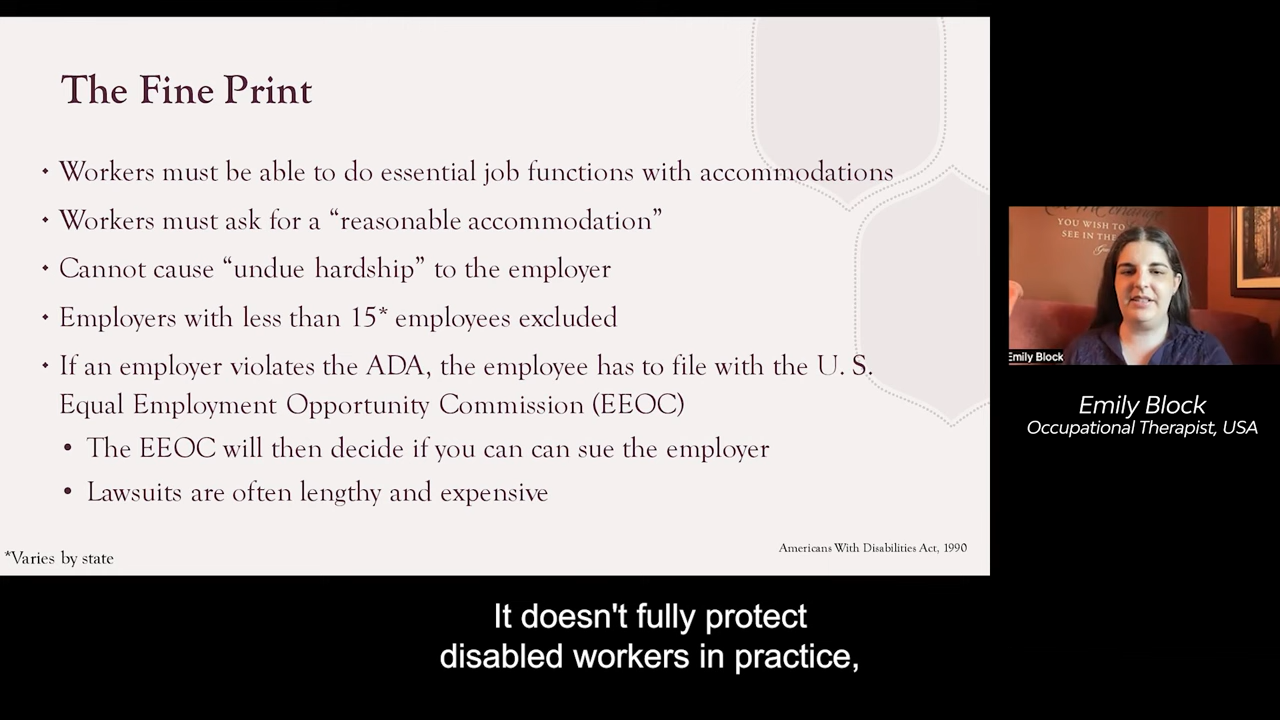 The Fine Print
Workers must be able to do essential job functions with accommodations
Workers must ask for a “reasonable accommodation”
Cannot cause “undue hardship” to the employer
Employers with less than 15* employees excluded
If an employer violates the ADA, the employee has to file with the U. S.
Equal Employment Opportunity Commission (EEOC)
The EEOC will then decide if you can can sue the employer
Lawsuits are often lengthy and expensive
*Varies by state
Americans With Disabilities Act, 1990
YOU WISH TO
SEE IN THE
Emily Block
Emily Block
Occupational Therapist, USA
It doesn't fully protect
disabled workers in practice,